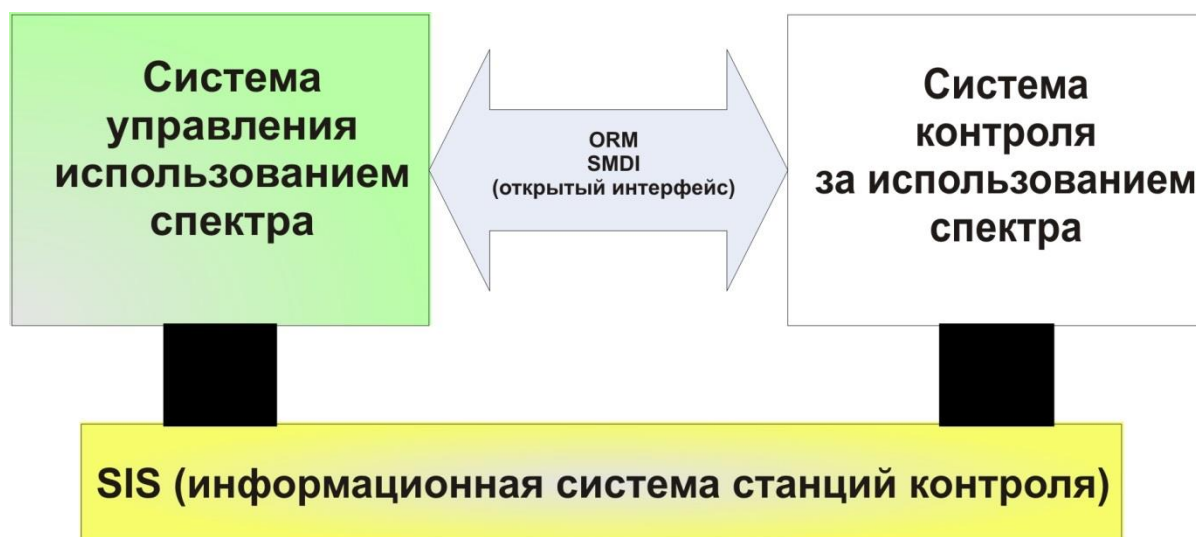 Система
управления
использованием
спектра
ORM
SMDI
(открытый интерфейс)
Система
контроля
за использованием
спектра
SIS (информационная система станций контроля)